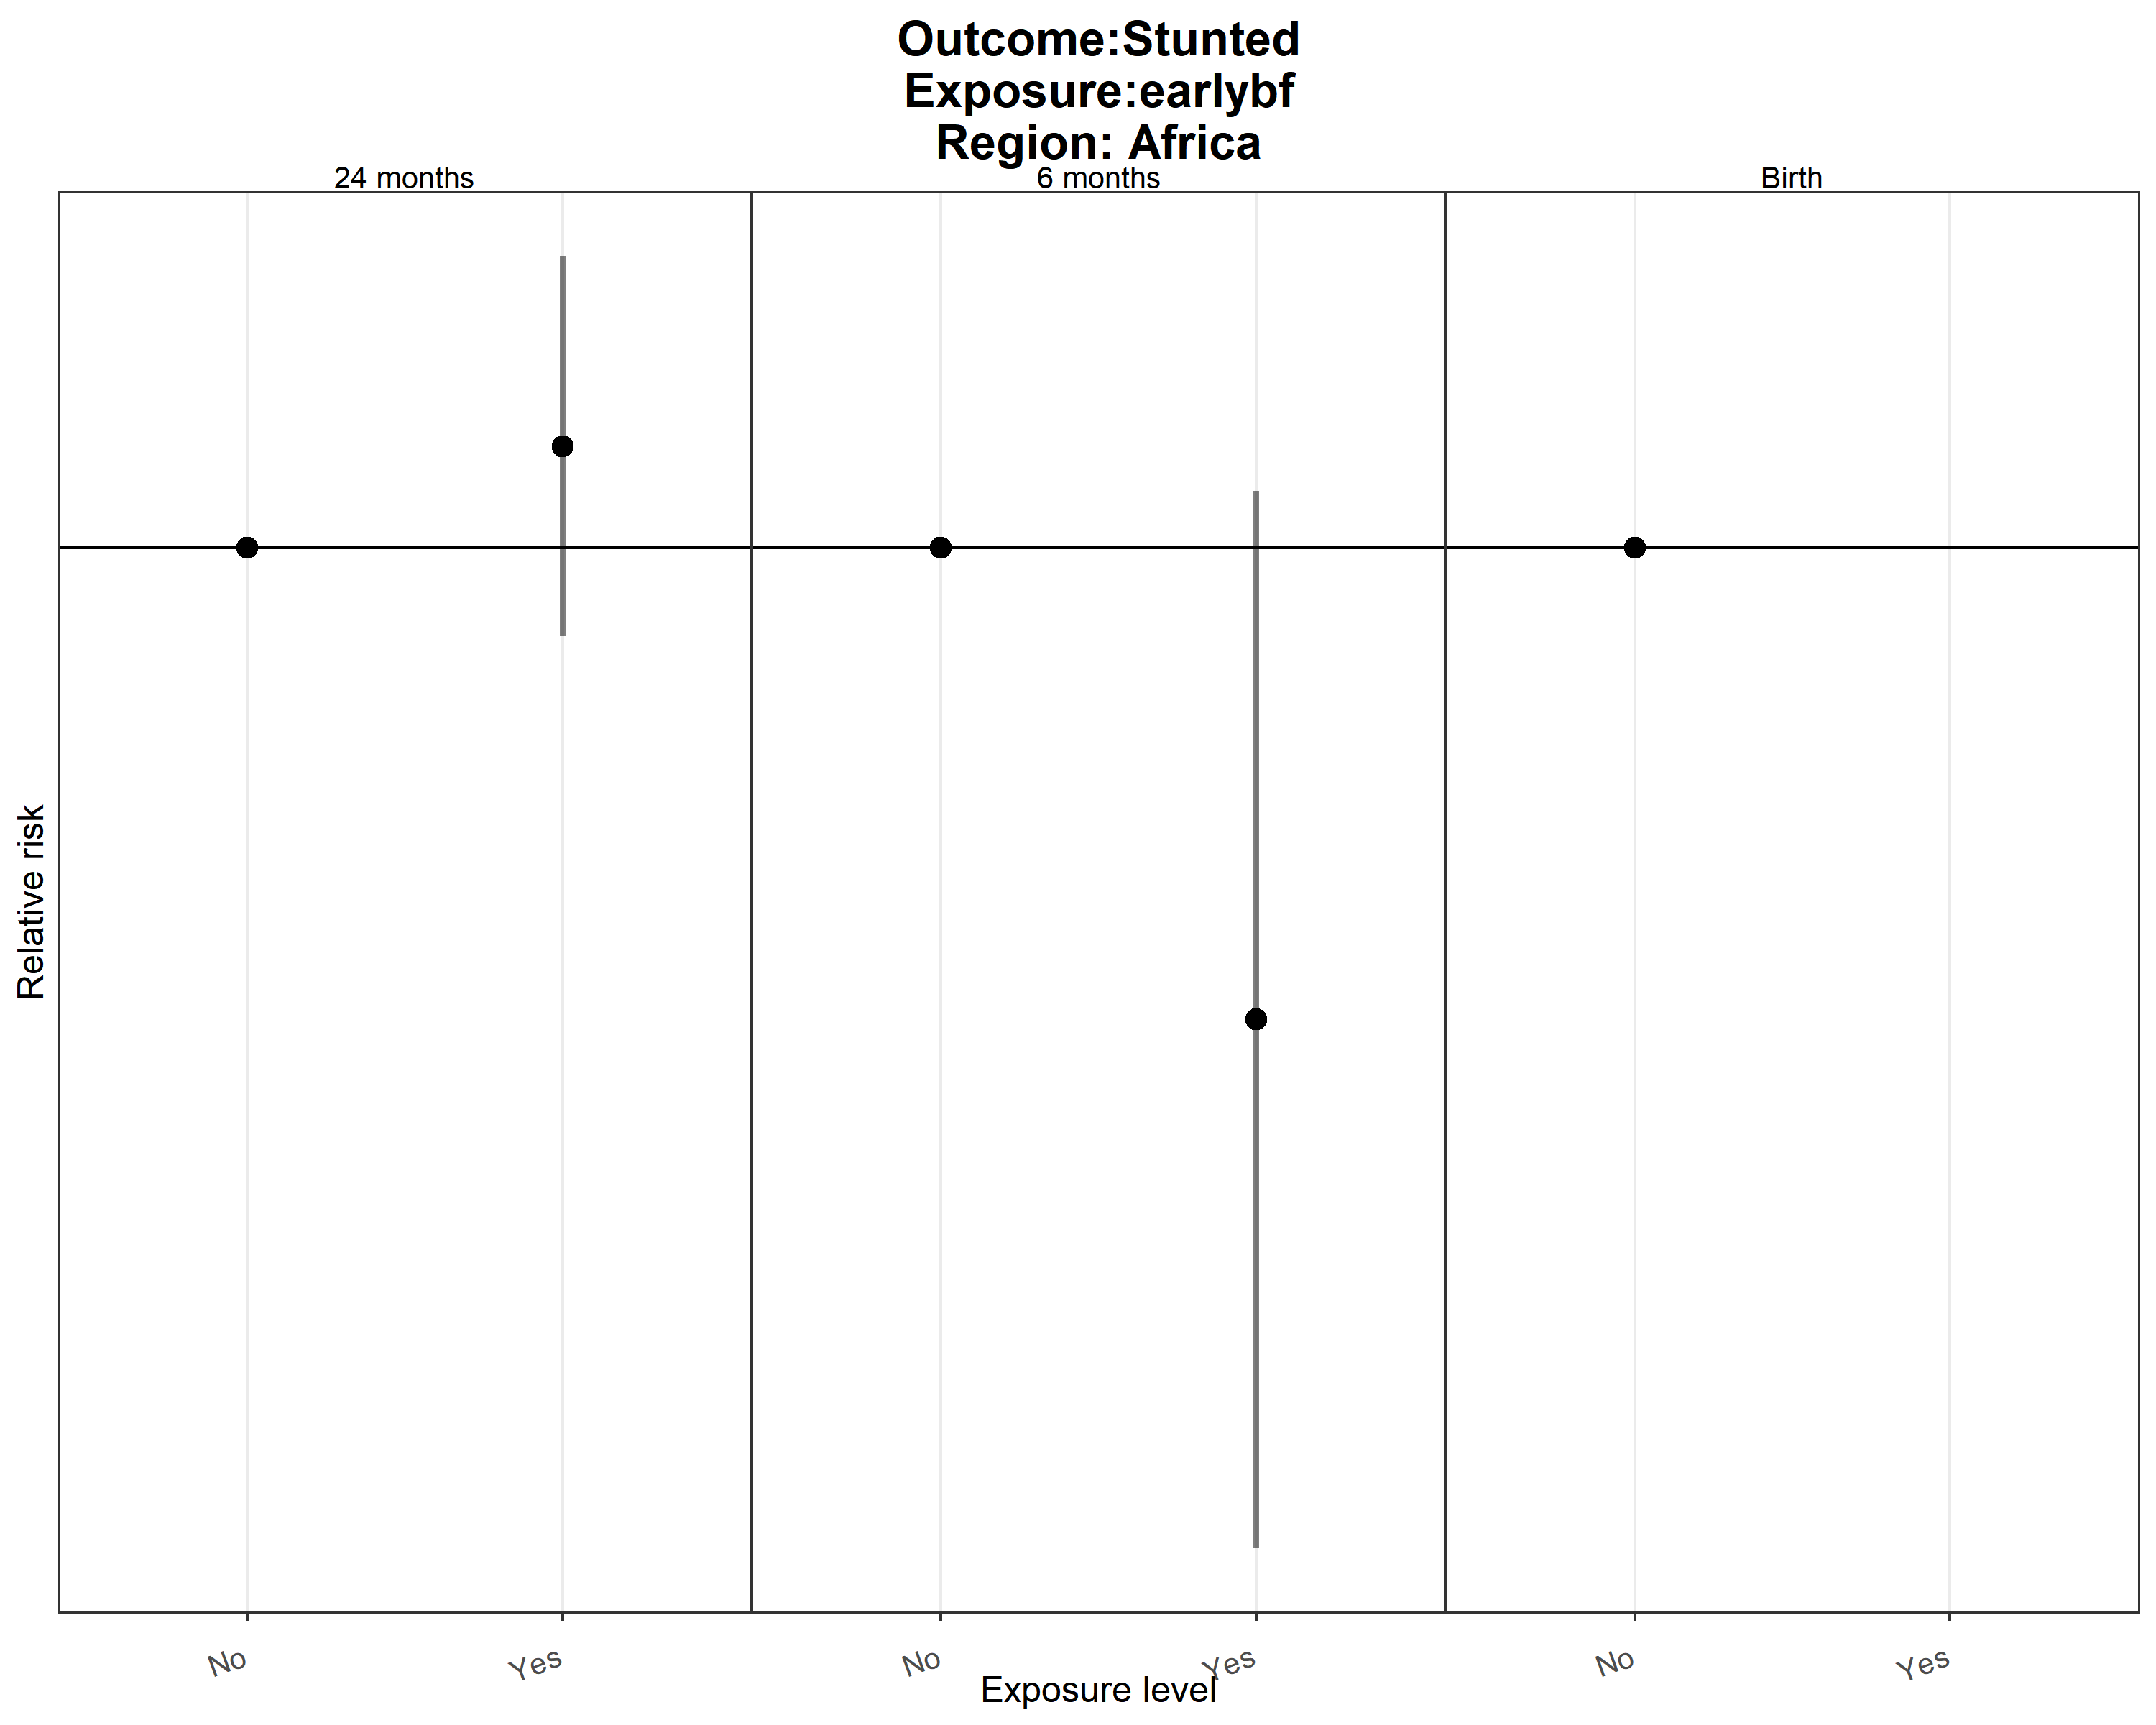 Outcome:Stunted
Exposure:earlybf
Region: Africa
24 months
6 months
Birth
Relative risk
No
Yes
No
Yes
No
Yes
Exposure level